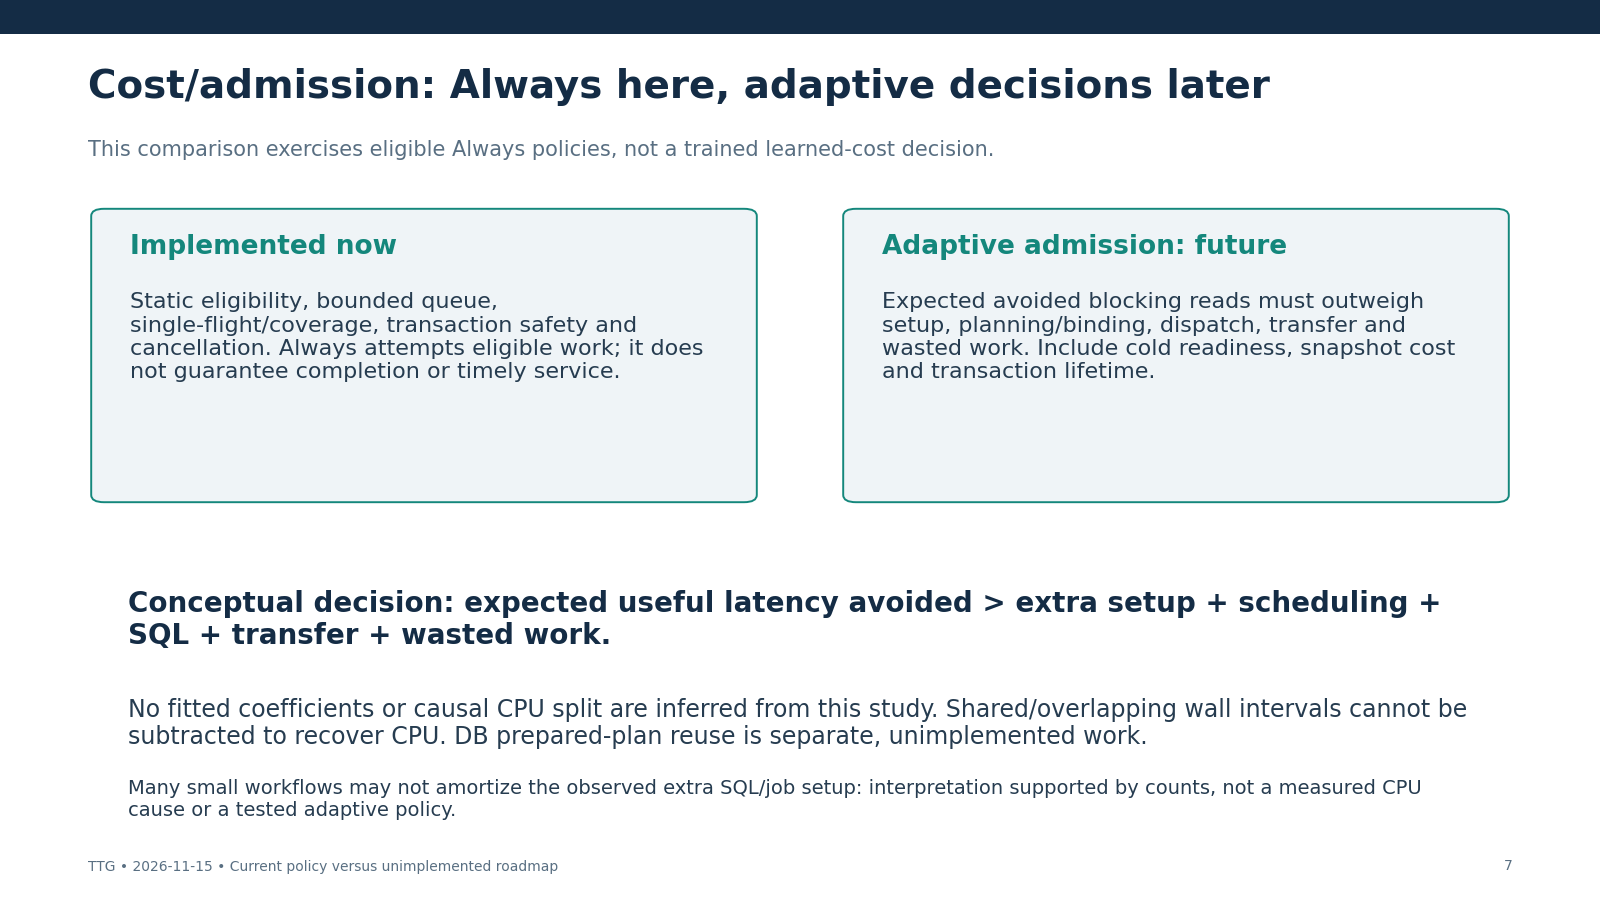 Cost/admission: Always here, adaptive decisions later
This comparison exercises eligible Always policies, not a trained learned-cost decision.
Implemented now
Static eligibility, bounded queue,
single-flight/coverage, transaction safety and
cancellation. Always attempts eligible work; it does
not guarantee completion or timely service.
Adaptive admission: future
Expected avoided blocking reads must outweigh
setup, planning/binding, dispatch, transfer and
wasted work. Include cold readiness, snapshot cost
and transaction lifetime.
Conceptual decision: expected useful latency avoided > extra setup + scheduling +
SQL + transfer + wasted work.
No fitted coefficients or causal CPU split are inferred from this study. Shared/overlapping wall intervals cannot be
subtracted to recover CPU. DB prepared-plan reuse is separate, unimplemented work.
Many small workflows may not amortize the observed extra SQL/job setup: interpretation supported by counts, not a measured CPU
cause or a tested adaptive policy.
TTG • 2026-11-15 • Current policy versus unimplemented roadmap
7